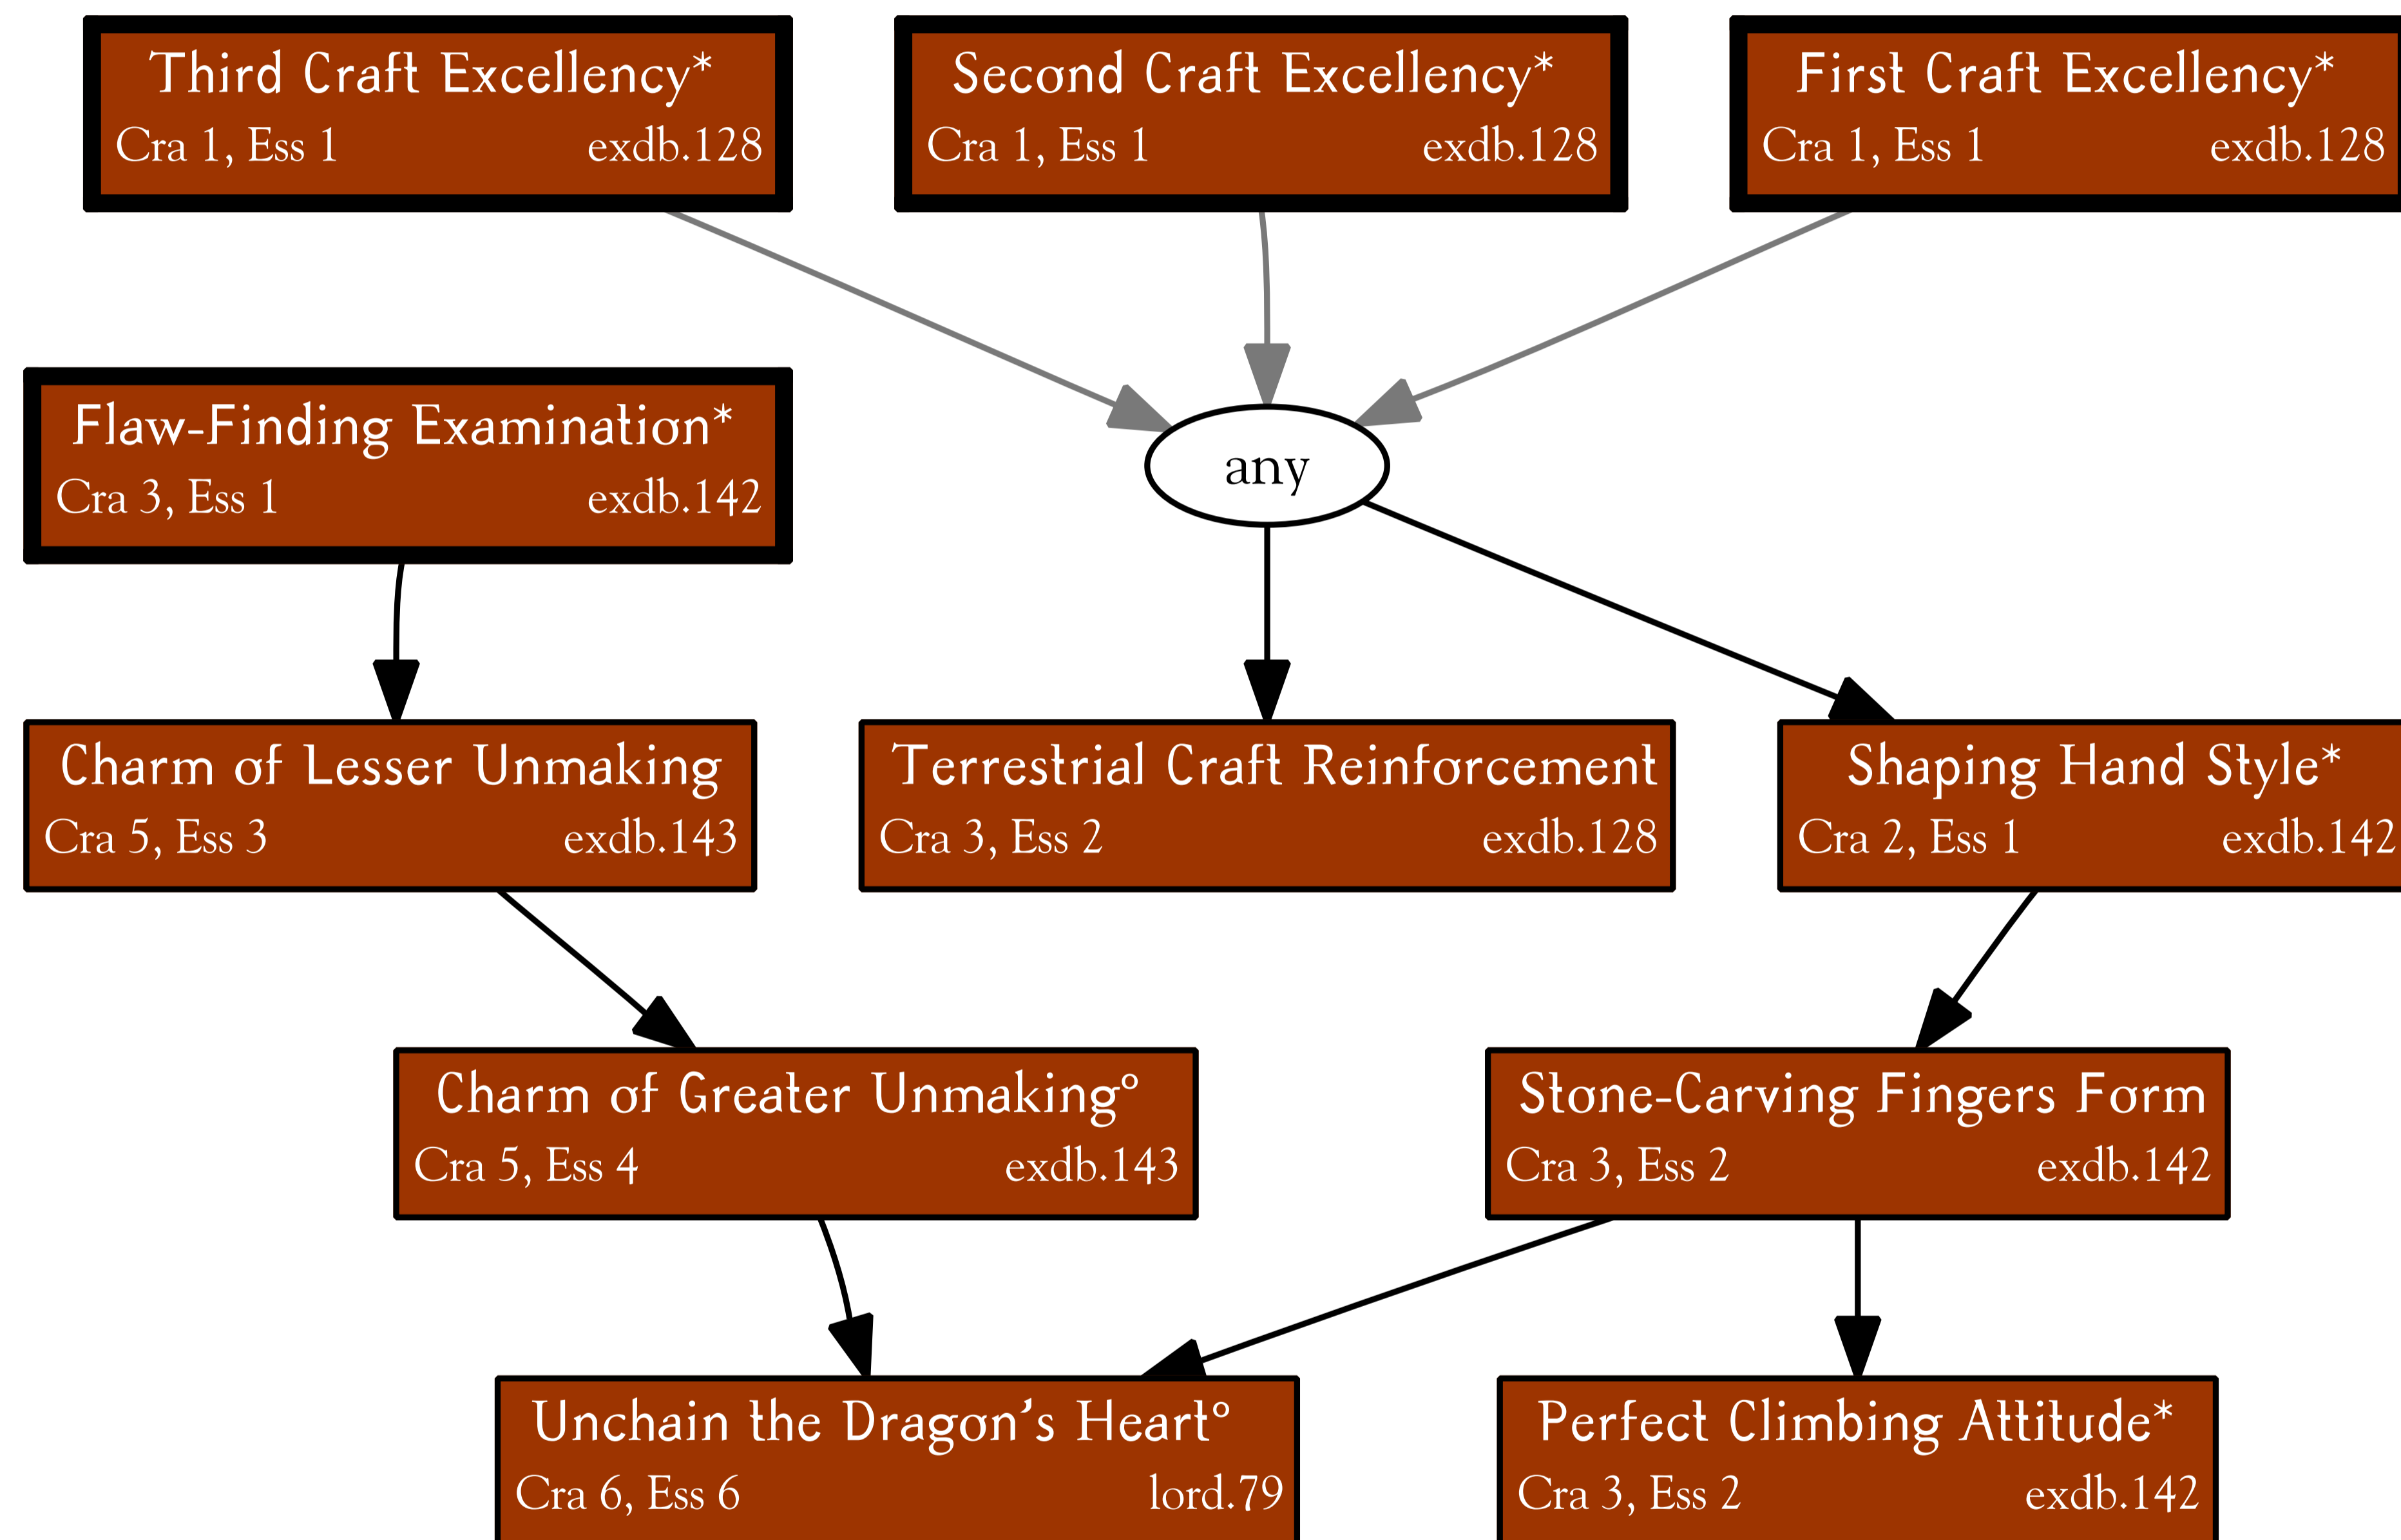 Third Craft Excellency*
Cra 1, Ess 1 exdb.128
Second Craft Excellency*
Cra 1, Ess 1 exdb.128
First Craft Excellency*
Cra 1, Ess 1 exdb.128
Flaw-Finding Examination*
Cra 3, Ess 1 exdb.142
any
Charm of Lesser Unmaking
Cra 5, Ess 3 exdb.143
Terrestrial Craft Reinforcement
Cra 3, Ess 2 exdb.128
Shaping Hand Style*
Cra 2, Ess 1 exdb.142
Charm of Greater Unmaking°
Cra 5, Ess 4 exdb.143
Stone-Carving Fingers Form
Cra 3, Ess 2 exdb.142
Unchain the Dragon´s Heart°
Cra 6, Ess 6 lord.79
Perfect Climbing Attitude*
Cra 3, Ess 2 exdb.142